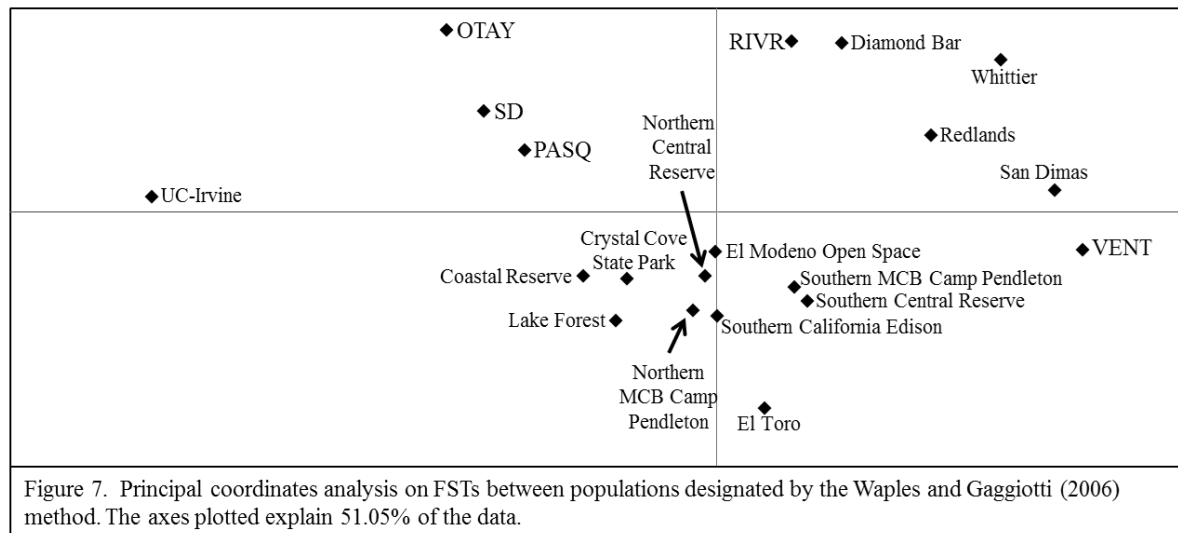 OTAY
RIVR
Diamond Bar
Whittier
SD
Northern
Central
Reserve
PASQ
Redlands
San Dimas
UC-Irvine
Crystal Cove
State Park
El Modeno Open Space
VENT
Coastal Reserve
Southern MCB Camp Pendleton
Southern Central Reserve
Lake Forest
Southern California Edison
Northern
MCB Camp
Pendleton
El Toro
Figure 7. Principal coordinates analysis on FSTs between populations designated by the Waples and Gaggiotti (2006)
method. The axes plotted explain 51.05% of the data.